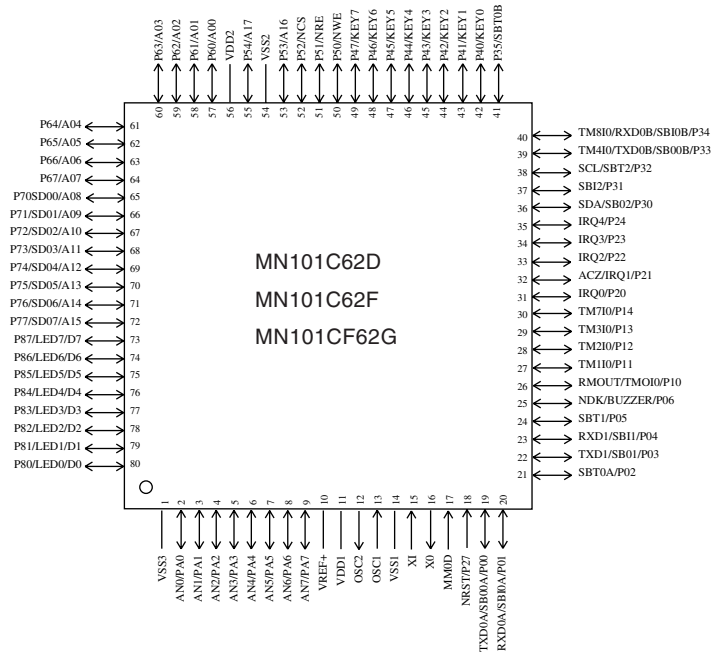 P63/A03
P62/A02
P61/A01
P60/A00
VDD2
P54/A17
VSS2
P53/A16
P52/NCS
P51/NRE
P50/NWE
P47/KEY7
P46/KEY6
P45/KEY5
P44/KEY4
P43/KEY3
P42/KEY2
P41/KEY1
P40/KEY0
P35/SBT0B
60
59
58
57
56
55
54
53
52
51
50
49
48
47
46
45
44
43
42
41
P64/A04 61
P65/A05 62
P66/A06 63
P67/A07 64
P70SD00/A08 65
P71/SD01/A09 66
P72/SD02/A10 67
P73/SD03/A11 68
P74/SD04/A12 69
P75/SD05/A13 70
P76/SD06/A14 71
P77/SD07/A15 72
P87/LED7/D7 73
P86/LED6/D6 74
P85/LED5/D5 75
P84/LED4/D4 76
P83/LED3/D3 77
P82/LED2/D2 78
P81/LED1/D1 79
P80/LED0/D0 80
MN101C62D
MN101C62F
MN101CF62G
40 TM8I0/RXD0B/SBI0B/P34
39 TM4I0/TXD0B/SB00B/P33
38 SCL/SBT2/P32
37 SBI2/P31
36 SDA/SB02/P30
35 IRQ4/P24
34 IRQ3/P23
33 IRQ2/P22
32 ACZ/IRQ1/P21
31 IRQ0/P20
30 TM7I0/P14
29 TM3I0/P13
28 TM2I0/P12
27 TM1I0/P11
26 RMOUT/TMOI0/P10
25 NDK/BUZZER/P06
24 SBT1/P05
23 RXD1/SBI1/P04
22 TXD1/SB01/P03
21 SBT0A/P02
1
2
3
4
5
6
7
8
9
10
11
12
13
14
15
16
17
18
19
20
VSS3
AN0/PA0
AN1/PA1
AN2/PA2
AN3/PA3
AN4/PA4
AN5/PA5
AN6/PA6
AN7/PA7
VREF+
VDD1
OSC2
OSC1
VSS1
XI
X0
MM0D
NRST/P27
TXD0A/SB00A/P00
RXD0A/SBI0A/P01